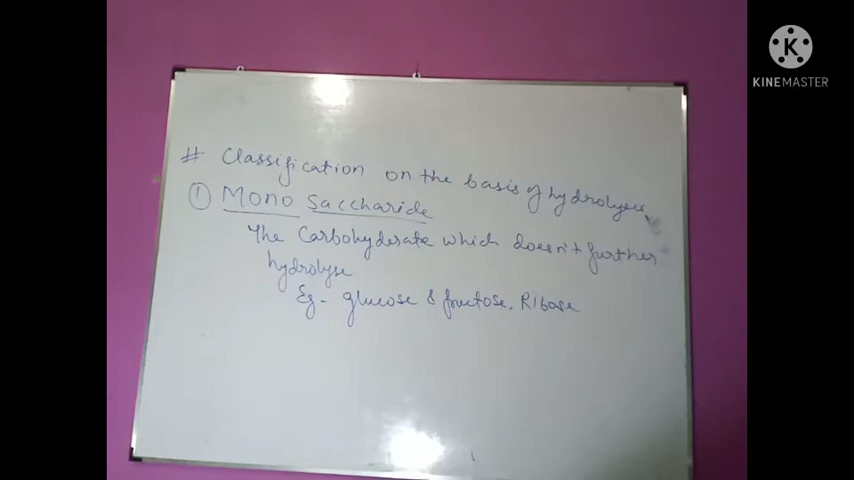 # Classification on the basis of hydrolysis
① Mono Saccharide
The Carbohyderate which doesn't further
hydrolyse
Eg - glucose & fructose, Ribose
K
KINEMASTER